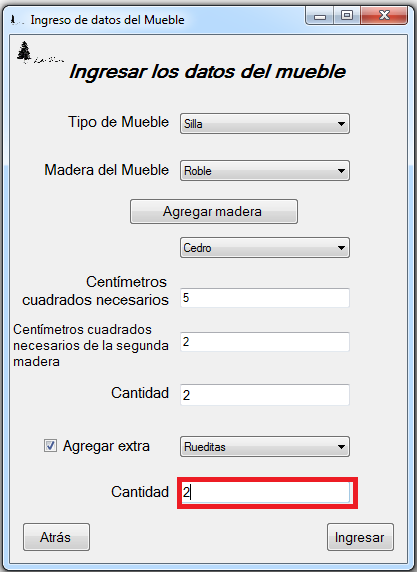 Ingreso de datos del Mueble
Ingresar los datos del mueble
Tipo de Mueble Silla
Madera del Mueble Roble
Agregar madera
Cedro
Centímetros
cuadrados necesarios 5
Centímetros cuadrados
necesarios de la segunda
madera
2
Cantidad 2
Agregar extra Rueditas
Cantidad 2
Atrás Ingresar